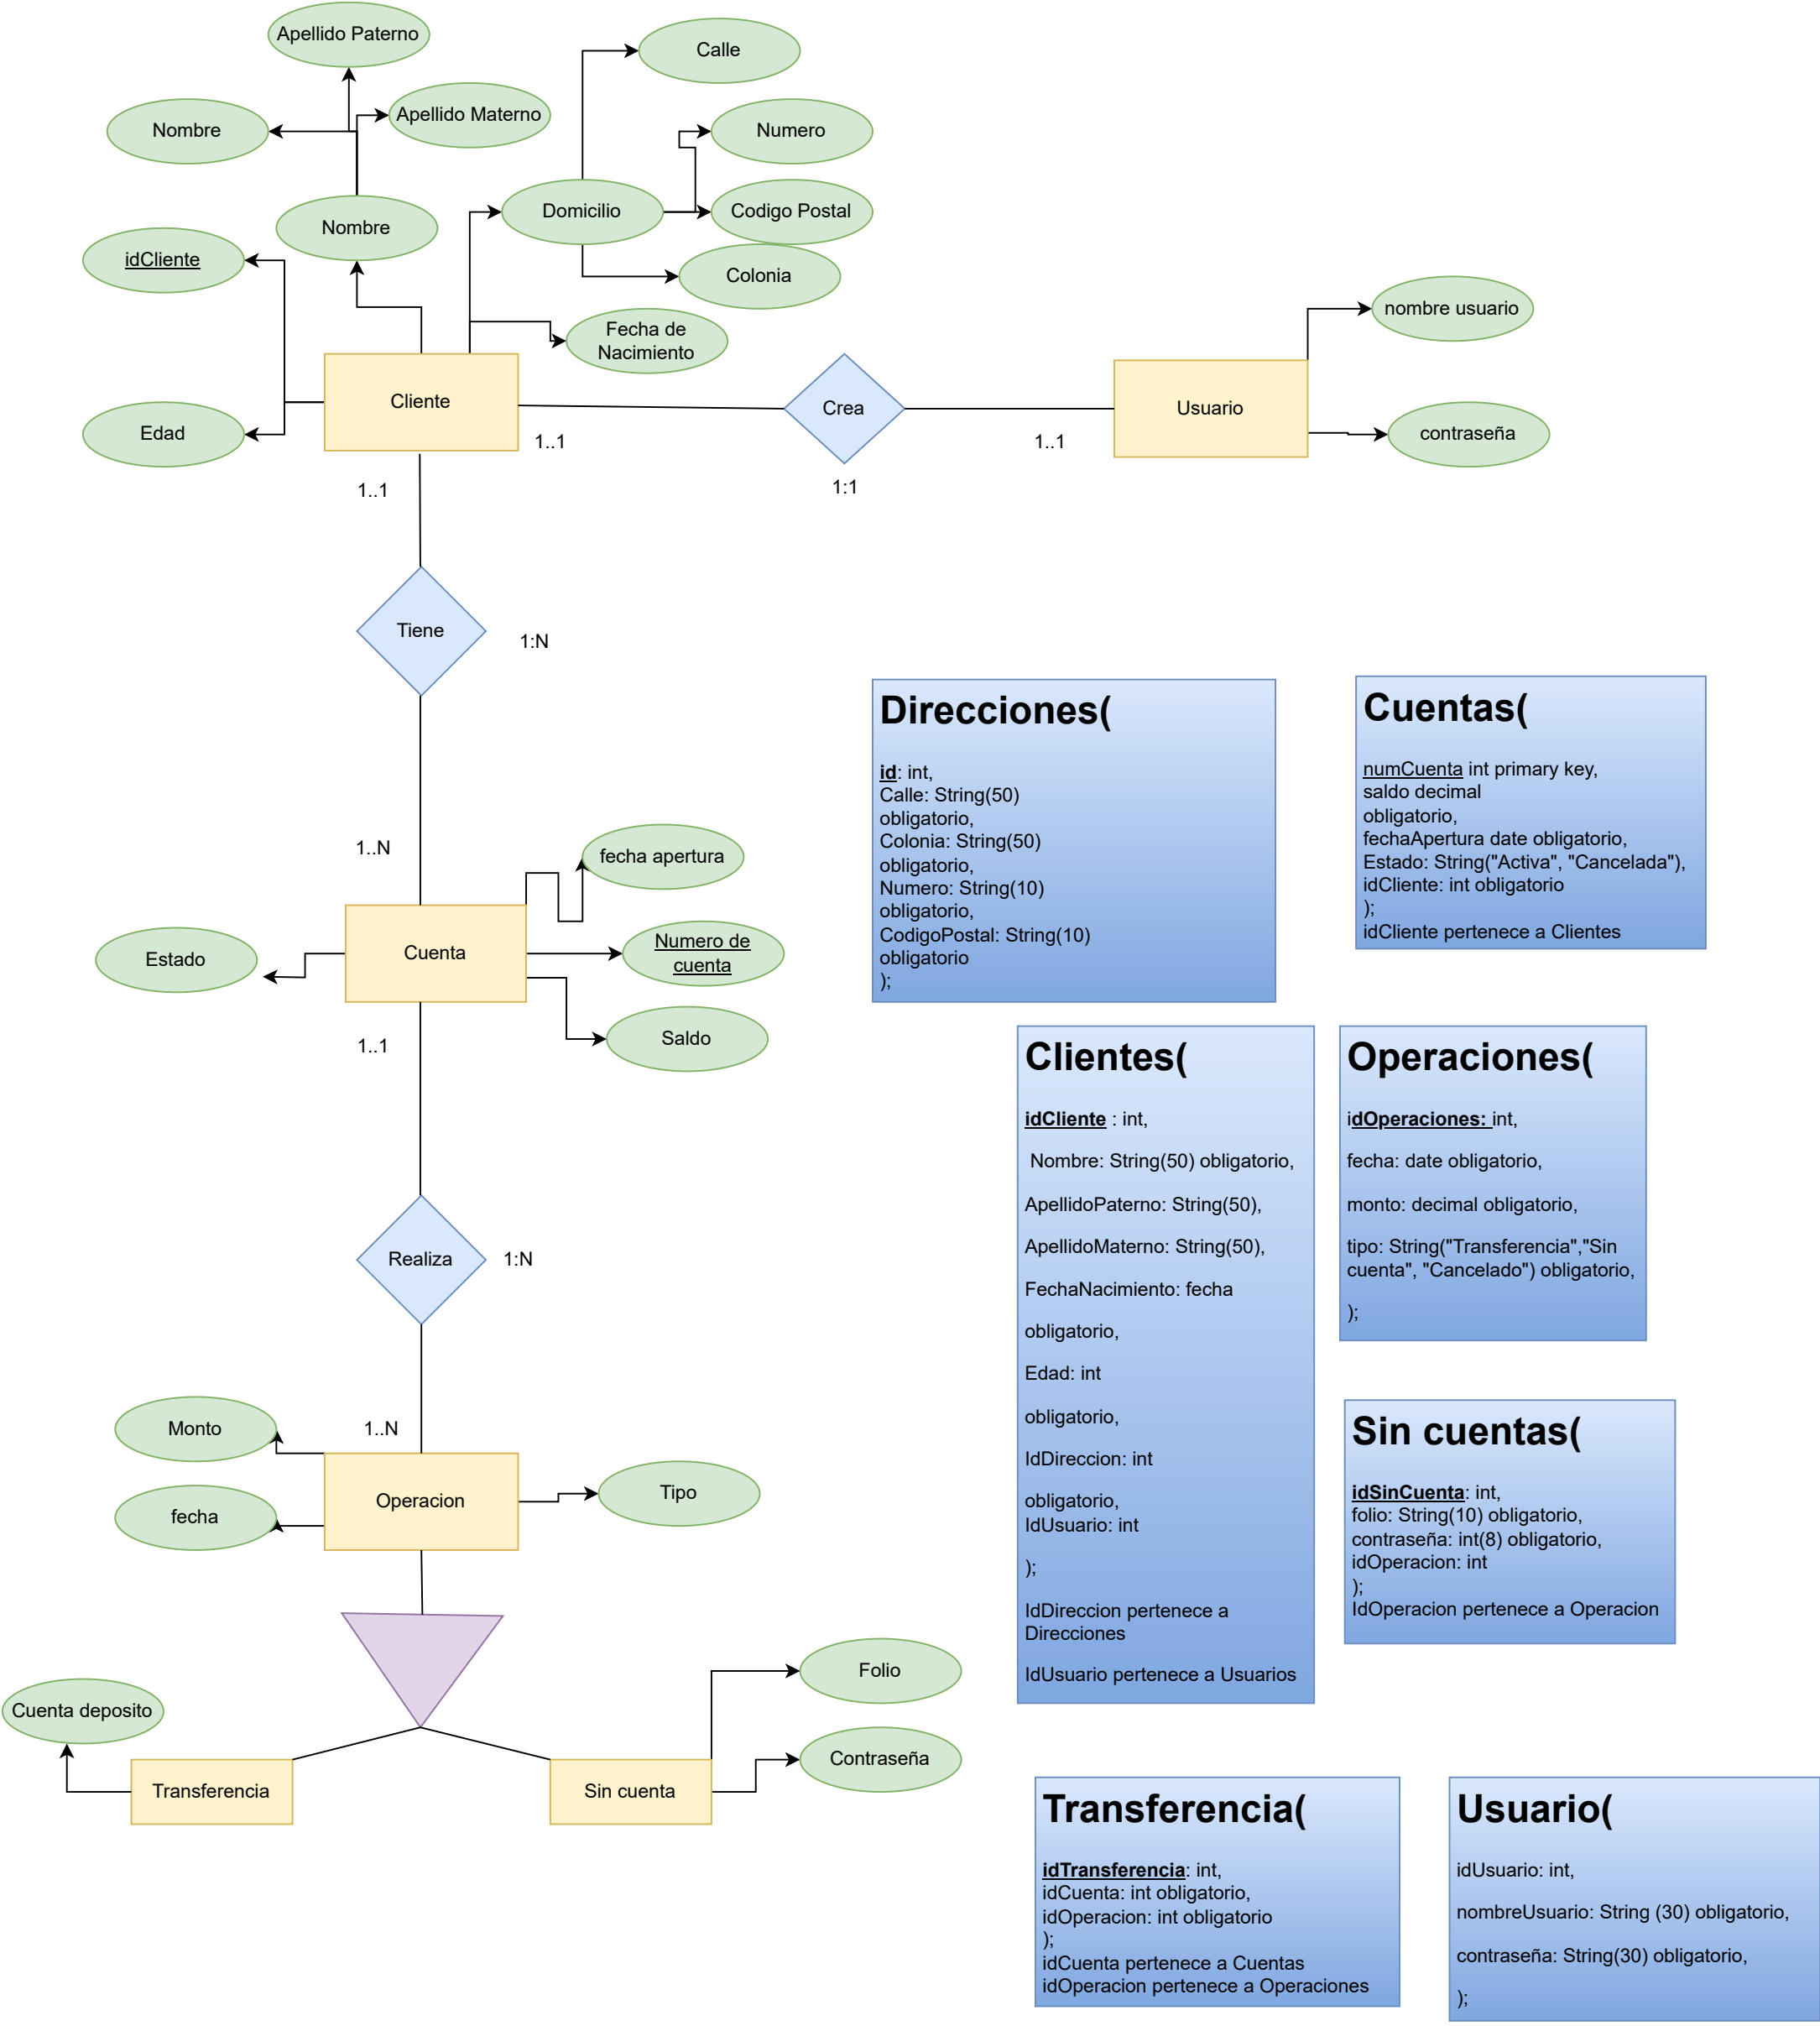 Apellido Paterno
Calle
Apellido Materno
Nombre
Numero
Domicilio
Codigo Postal
Nombre
idCliente
Colonia
nombre usuario
Fecha de
Nacimiento
Cliente
Crea
Usuario
Edad
contraseña
1..1
1..1
1..1
1:1
Tiene
1:N
1..N
fecha apertura
Estado
Cuenta
Numero de
cuenta
Saldo
1..1
Realiza
1:N
Monto
1..N
Operacion
Tipo
fecha
Folio
Cuenta deposito
Contraseña
Transferencia
Sin cuenta
Direcciones(
id: int,
Calle: String(50)
obligatorio,
Colonia: String(50)
obligatorio,
Numero: String(10)
obligatorio,
CodigoPostal: String(10)
obligatorio
);
Cuentas(
numCuenta int primary key,
saldo decimal
obligatorio,
fechaApertura date obligatorio,
Estado: String("Activa", "Cancelada"),
idCliente: int obligatorio
);
idCliente pertenece a Clientes
Clientes(
idCliente : int,
Nombre: String(50) obligatorio,
ApellidoPaterno: String(50),
ApellidoMaterno: String(50),
FechaNacimiento: fecha
obligatorio,
Edad: int
obligatorio,
IdDireccion: int
obligatorio,
IdUsuario: int
);
IdDireccion pertenece a
Direcciones
IdUsuario pertenece a Usuarios
Operaciones(
idOperaciones: int,
fecha: date obligatorio,
monto: decimal obligatorio,
tipo: String("Transferencia","Sin
cuenta", "Cancelado") obligatorio,
);
Sin cuentas(
idSinCuenta: int,
folio: String(10) obligatorio,
contraseña: int(8) obligatorio,
idOperacion: int
);
IdOperacion pertenece a Operacion
Transferencia(
idTransferencia: int,
idCuenta: int obligatorio,
idOperacion: int obligatorio
);
idCuenta pertenece a Cuentas
idOperacion pertenece a Operaciones
Usuario(
idUsuario: int,
nombreUsuario: String (30) obligatorio,
contraseña: String(30) obligatorio,
);